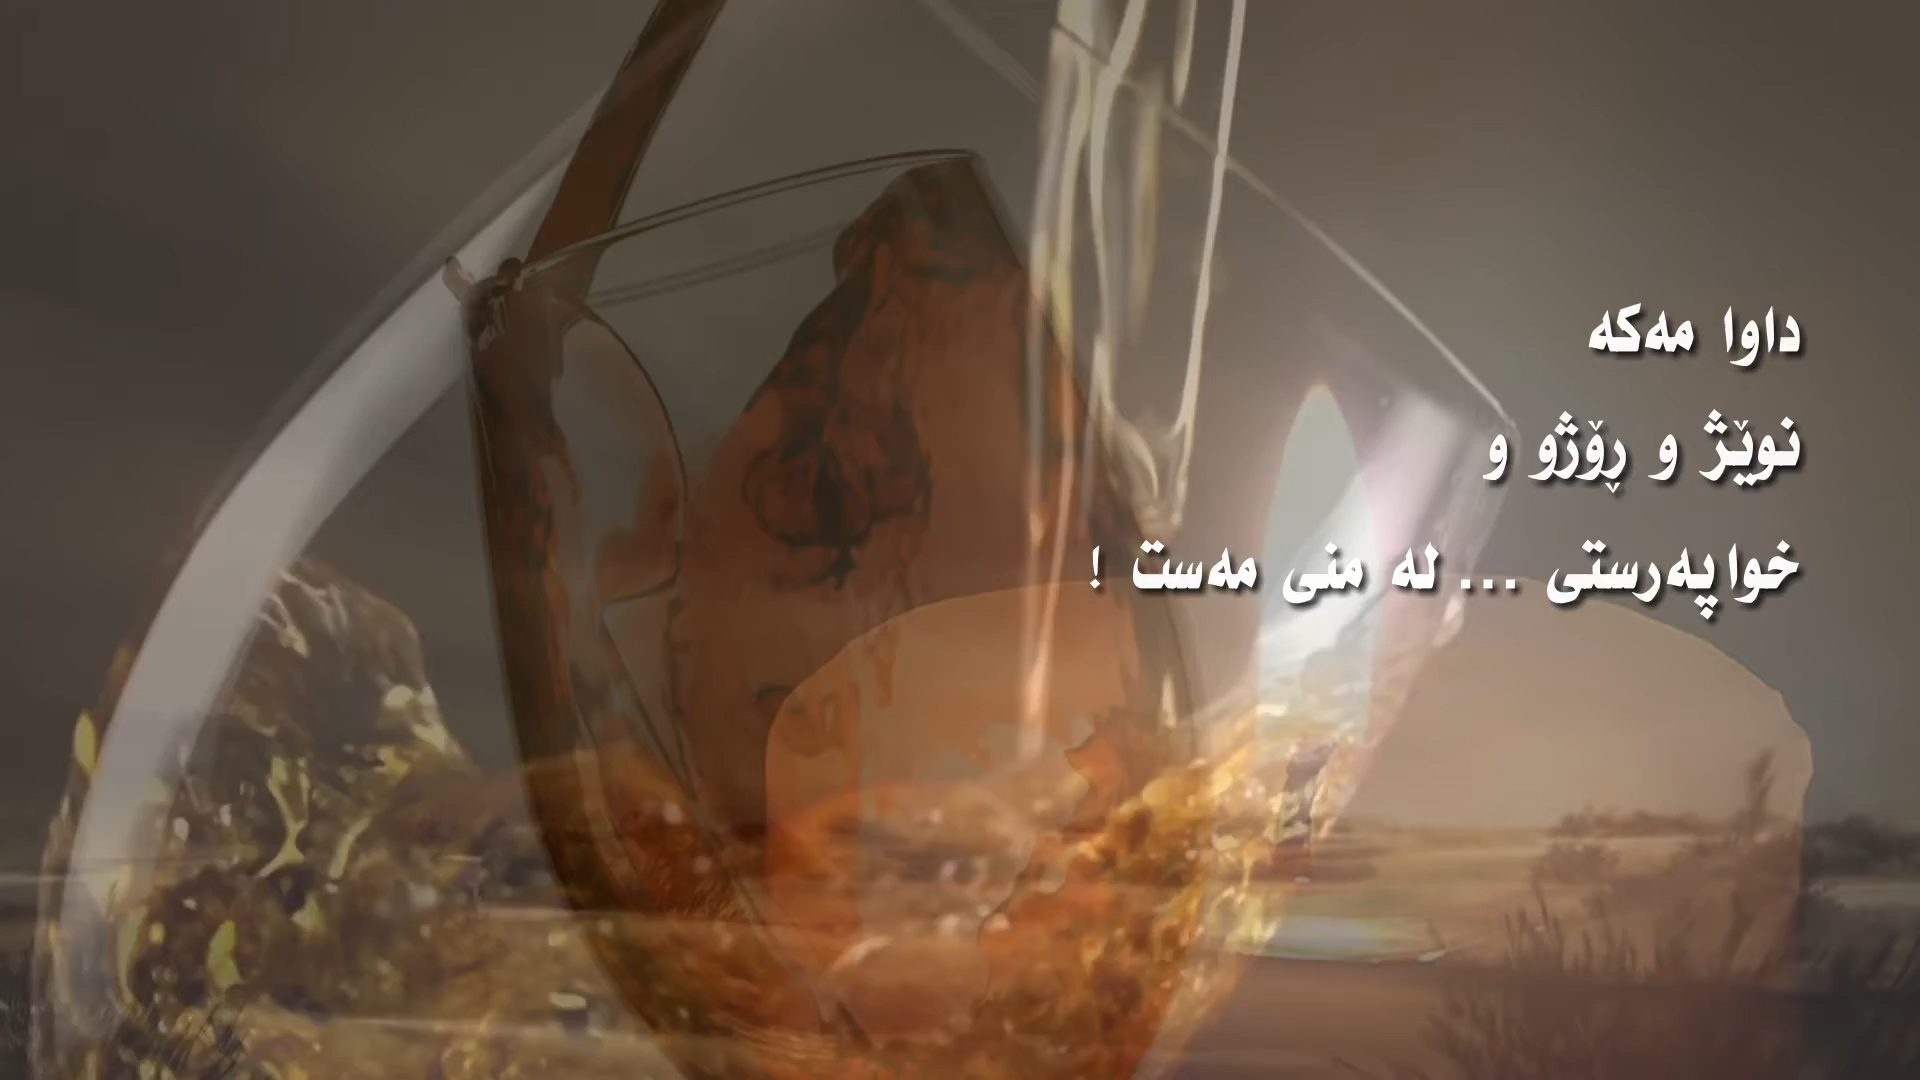 داوا مەکە
نوێژ و ڕۆژو و
خواپەرستی ... لە منی مەست !